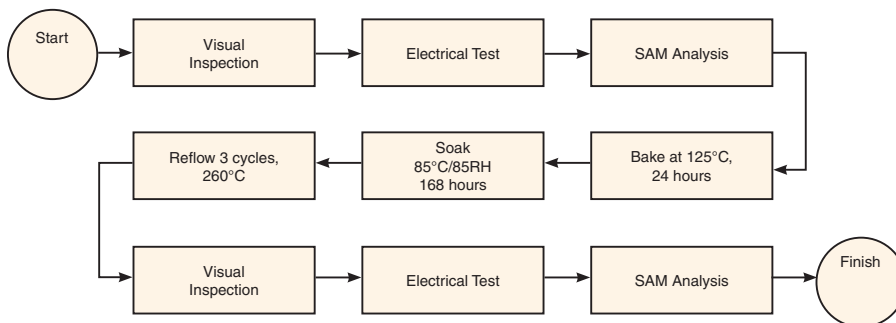 Start
Visual
Inspection
Electrical Test
SAM Analysis
Bake at 125°C,
24 hours
Soak
85°C/85RH
168 hours
Reflow 3 cycles,
260°C
Visual
Inspection
Electrical Test
SAM Analysis
Finish